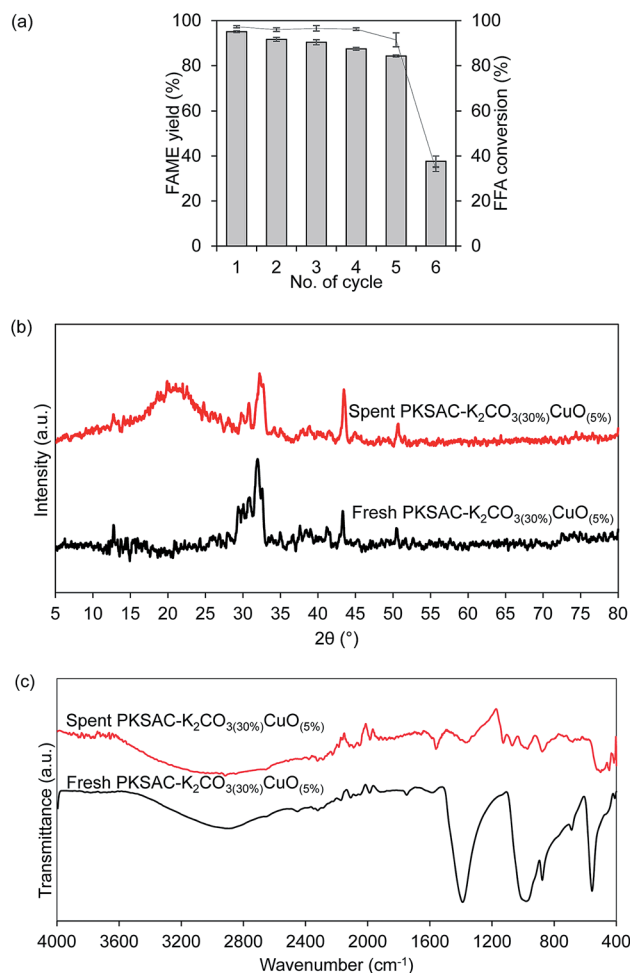 (a)
FAME yield (%)
100
80
60
40
20
0
1 2 3 4 5 6
No. of cycle
100
80
60
40
20
0
FFA conversion (%)
(b)
Intensity (a.u.)
Spent PKSAC-K₂CO₃₍₃₀%₎CuO₍₅%₎
Fresh PKSAC-K₂CO₃₍₃₀%₎CuO₍₅%₎
5 10 15 20 25 30 35 40 45 50 55 60 65 70 75 80
2θ (°)
(c)
Transmittance (a.u.)
Spent PKSAC-K₂CO₃₍₃₀%₎CuO₍₅%₎
Fresh PKSAC-K₂CO₃₍₃₀%₎CuO₍₅%₎
4000 3600 3200 2800 2400 2000 1600 1200 800 400
Wavenumber (cm⁻¹)